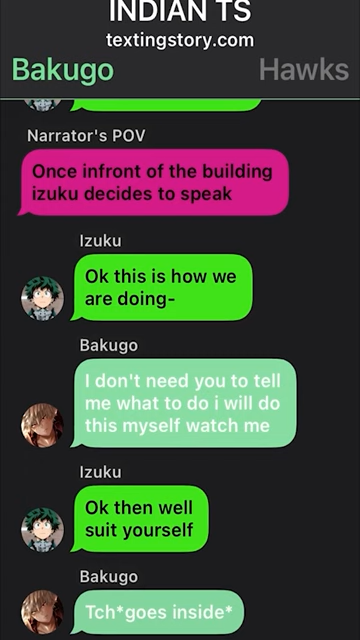 INDIAN TS
textingstory.com
Bakugo Hawks
Narrator's POV
Once infront of the building
izuku decides to speak
Izuku
Ok this is how we
are doing-
Bakugo
I don't need you to tell
me what to do i will do
this myself watch me
Izuku
Ok then well
suit yourself
Bakugo
Tch*goes inside*